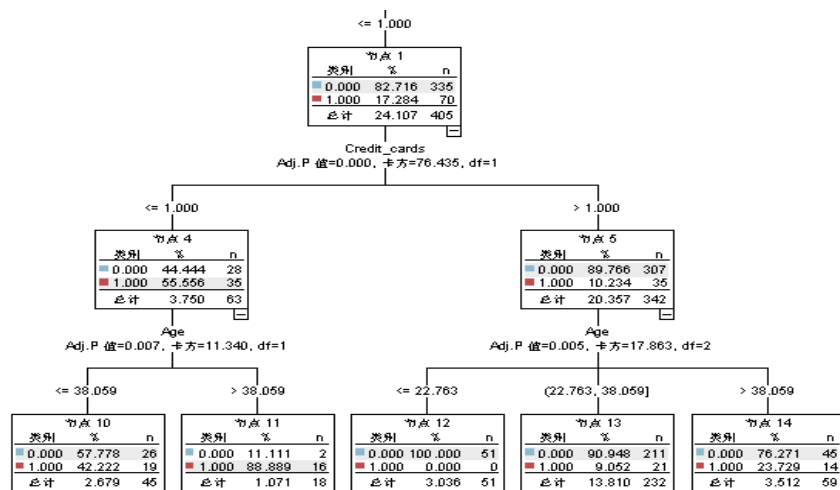 <= 1.000
节点 1
类别 % n
0.000 82.716 335
1.000 17.284 70
总计 24.107 405
Credit_cards
Adj.P 值=0.000, 卡方=76.435, df=1
<= 1.000
> 1.000
节点 4
类别 % n
0.000 44.444 28
1.000 55.556 35
总计 3.750 63
节点 5
类别 % n
0.000 89.766 307
1.000 10.234 35
总计 20.357 342
Age
Adj.P 值=0.007, 卡方=11.340, df=1
Age
Adj.P 值=0.005, 卡方=17.863, df=2
<= 38.059
> 38.059
<= 22.763
(22.763, 38.059]
> 38.059
节点 10
类别 % n
0.000 57.778 26
1.000 42.222 19
总计 2.679 45
节点 11
类别 % n
0.000 11.111 2
1.000 88.889 16
总计 1.071 18
节点 12
类别 % n
0.000 100.000 51
1.000 0.000 0
总计 3.036 51
节点 13
类别 % n
0.000 90.948 211
1.000 9.052 21
总计 13.810 232
节点 14
类别 % n
0.000 76.271 45
1.000 23.729 14
总计 3.512 59